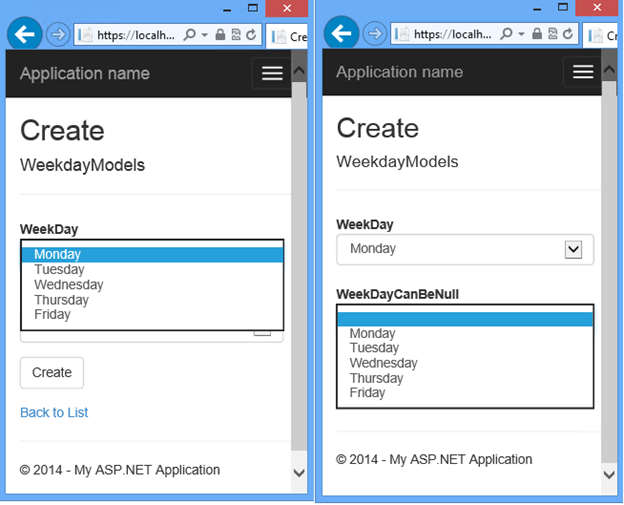 https://localh...
Cre
Application name
Create
WeekdayModels
WeekDay
Monday
Tuesday
Wednesday
Thursday
Friday
Create
Back to List
© 2014 - My ASP.NET Application
https://localh...
Cr
Application name
Create
WeekdayModels
WeekDay
Monday
WeekDayCanBeNull
Monday
Tuesday
Wednesday
Thursday
Friday
© 2014 - My ASP.NET Application